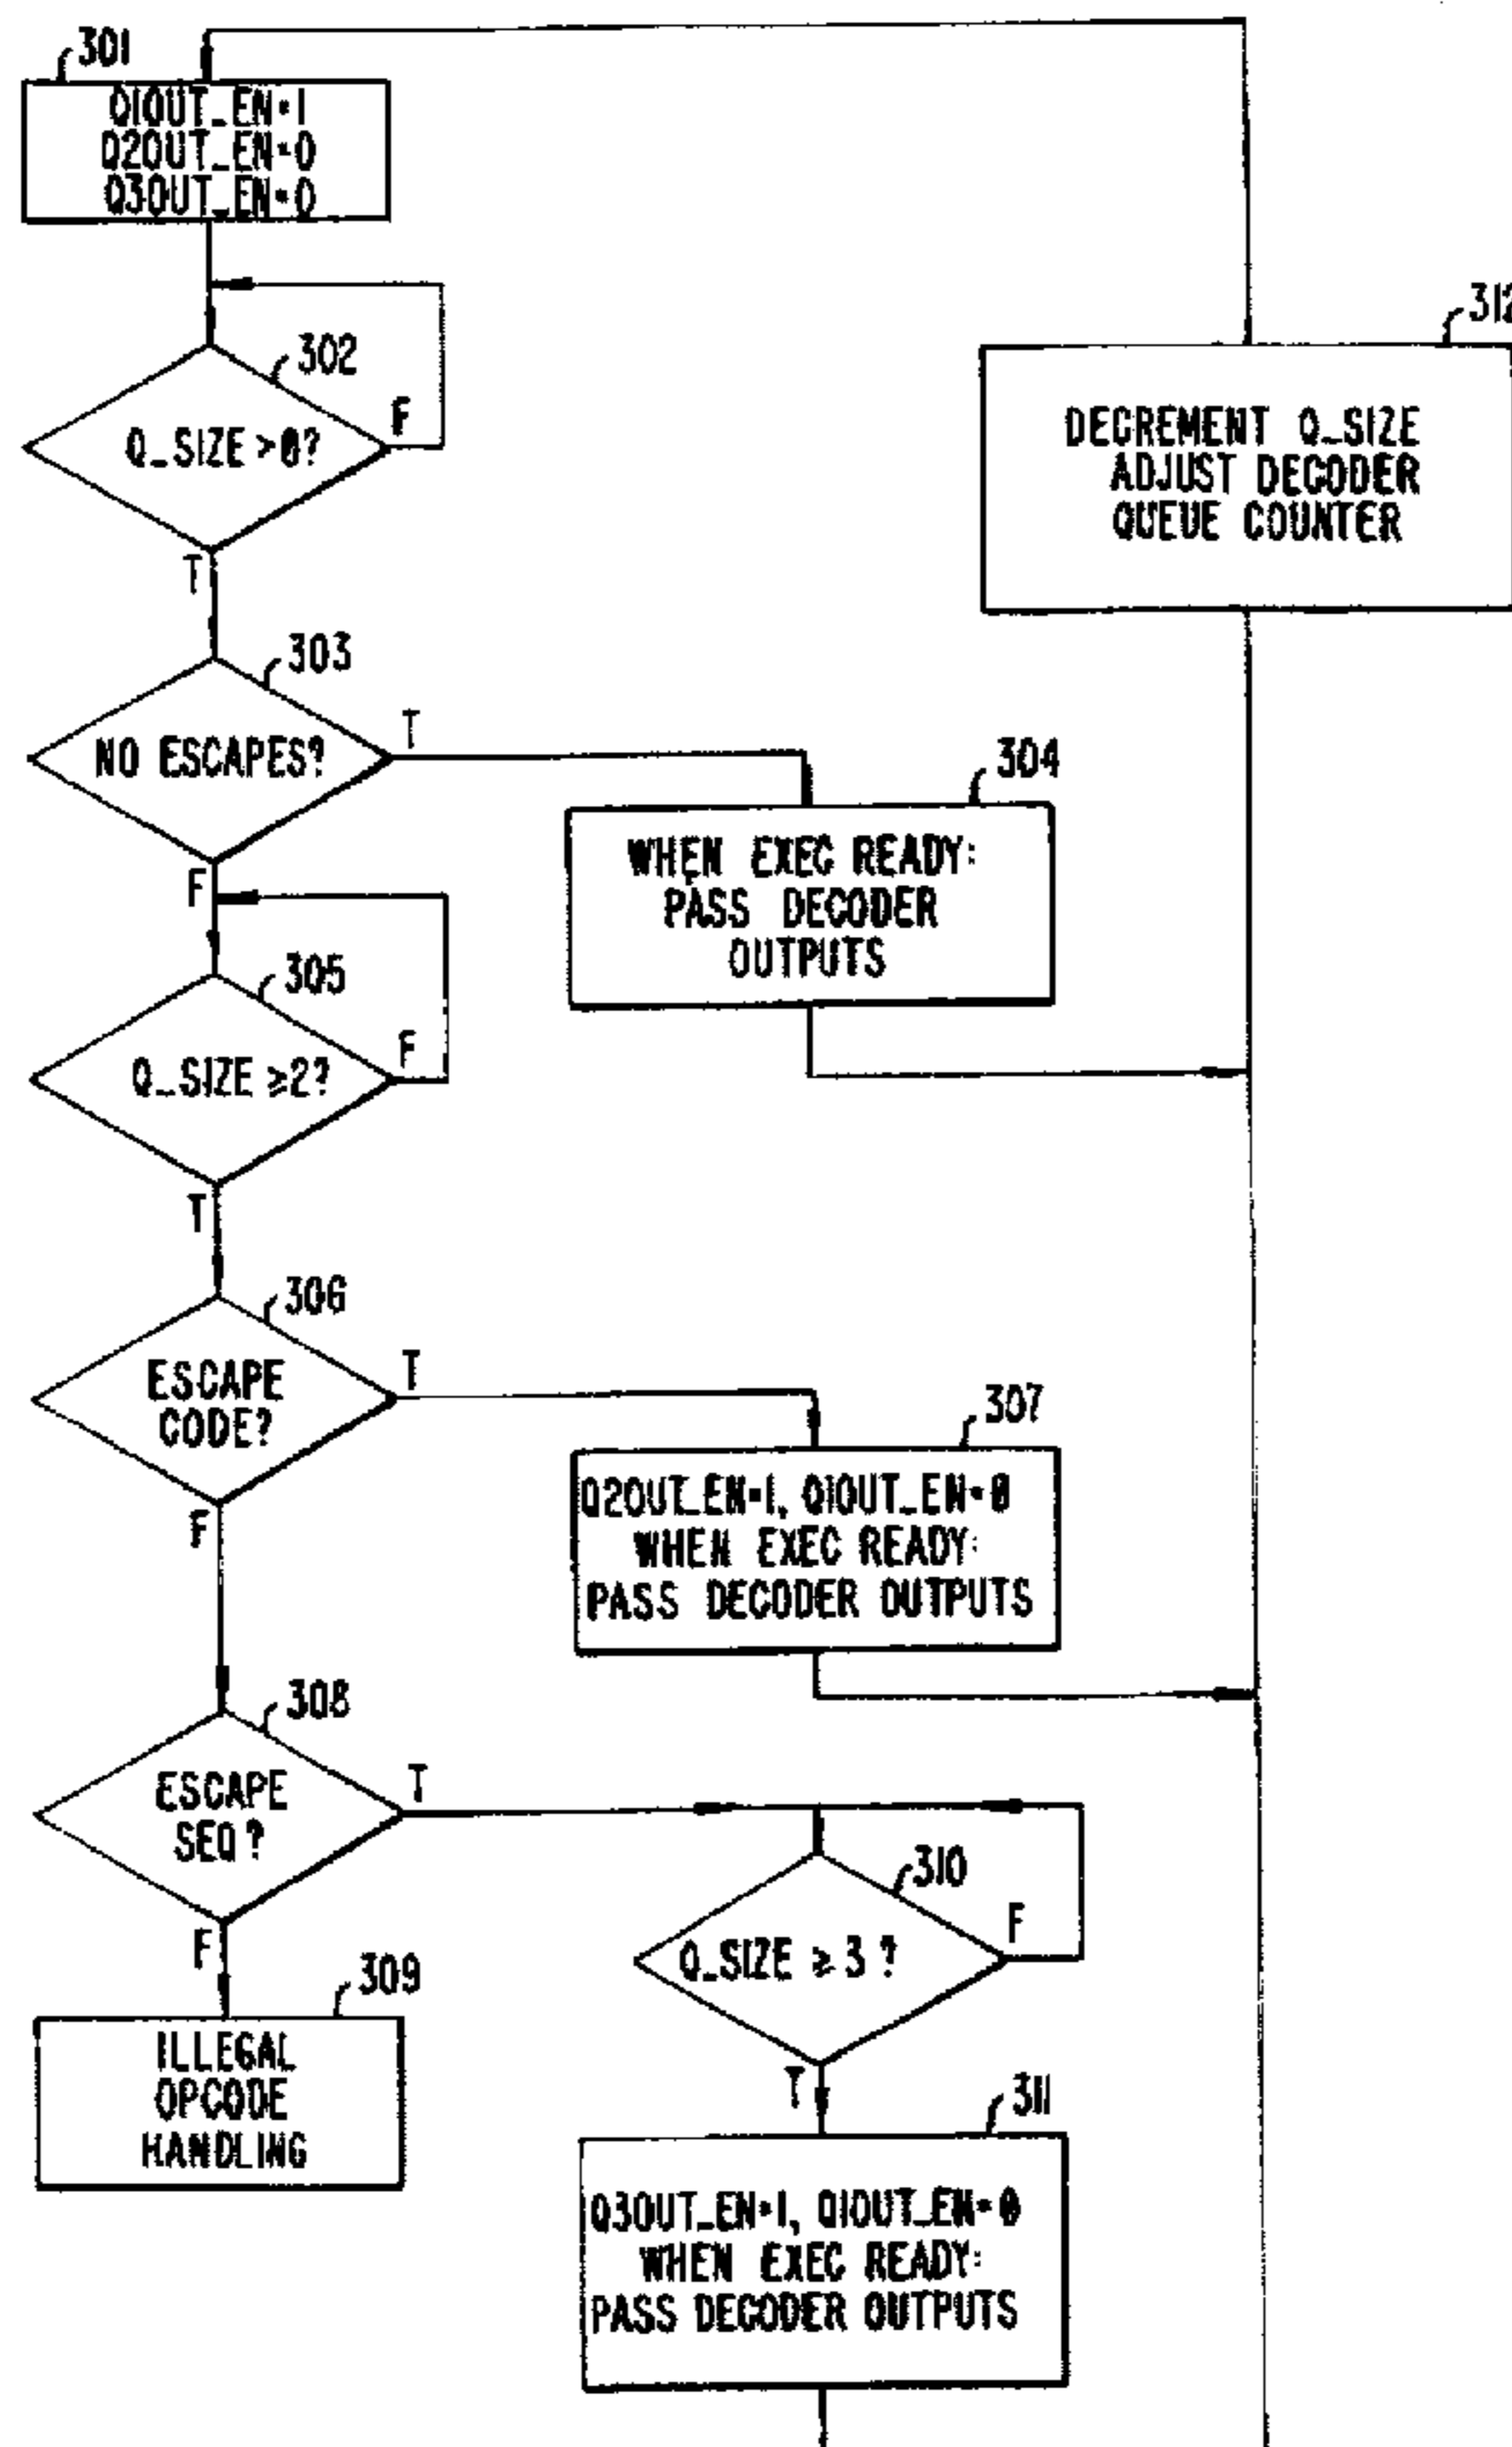 301
Q1OUT_EN=1
Q2OUT_EN=0
Q3OUT_EN=0
302
Q_SIZE >0?
F
T
312
DECREMENT Q_SIZE
ADJUST DECODER
QUEUE COUNTER
303
NO ESCAPES?
T
F
304
WHEN EXEC READY:
PASS DECODER
OUTPUTS
305
Q_SIZE ≥2?
F
T
306
ESCAPE
CODE?
T
F
307
Q2OUT_EN=1, Q1OUT_EN=0
WHEN EXEC READY:
PASS DECODER OUTPUTS
308
ESCAPE
SEQ?
T
F
310
Q_SIZE ≥ 3 ?
F
T
309
ILLEGAL
OPCODE
HANDLING
311
Q3OUT_EN=1, Q1OUT_EN=0
WHEN EXEC READY:
PASS DECODER OUTPUTS